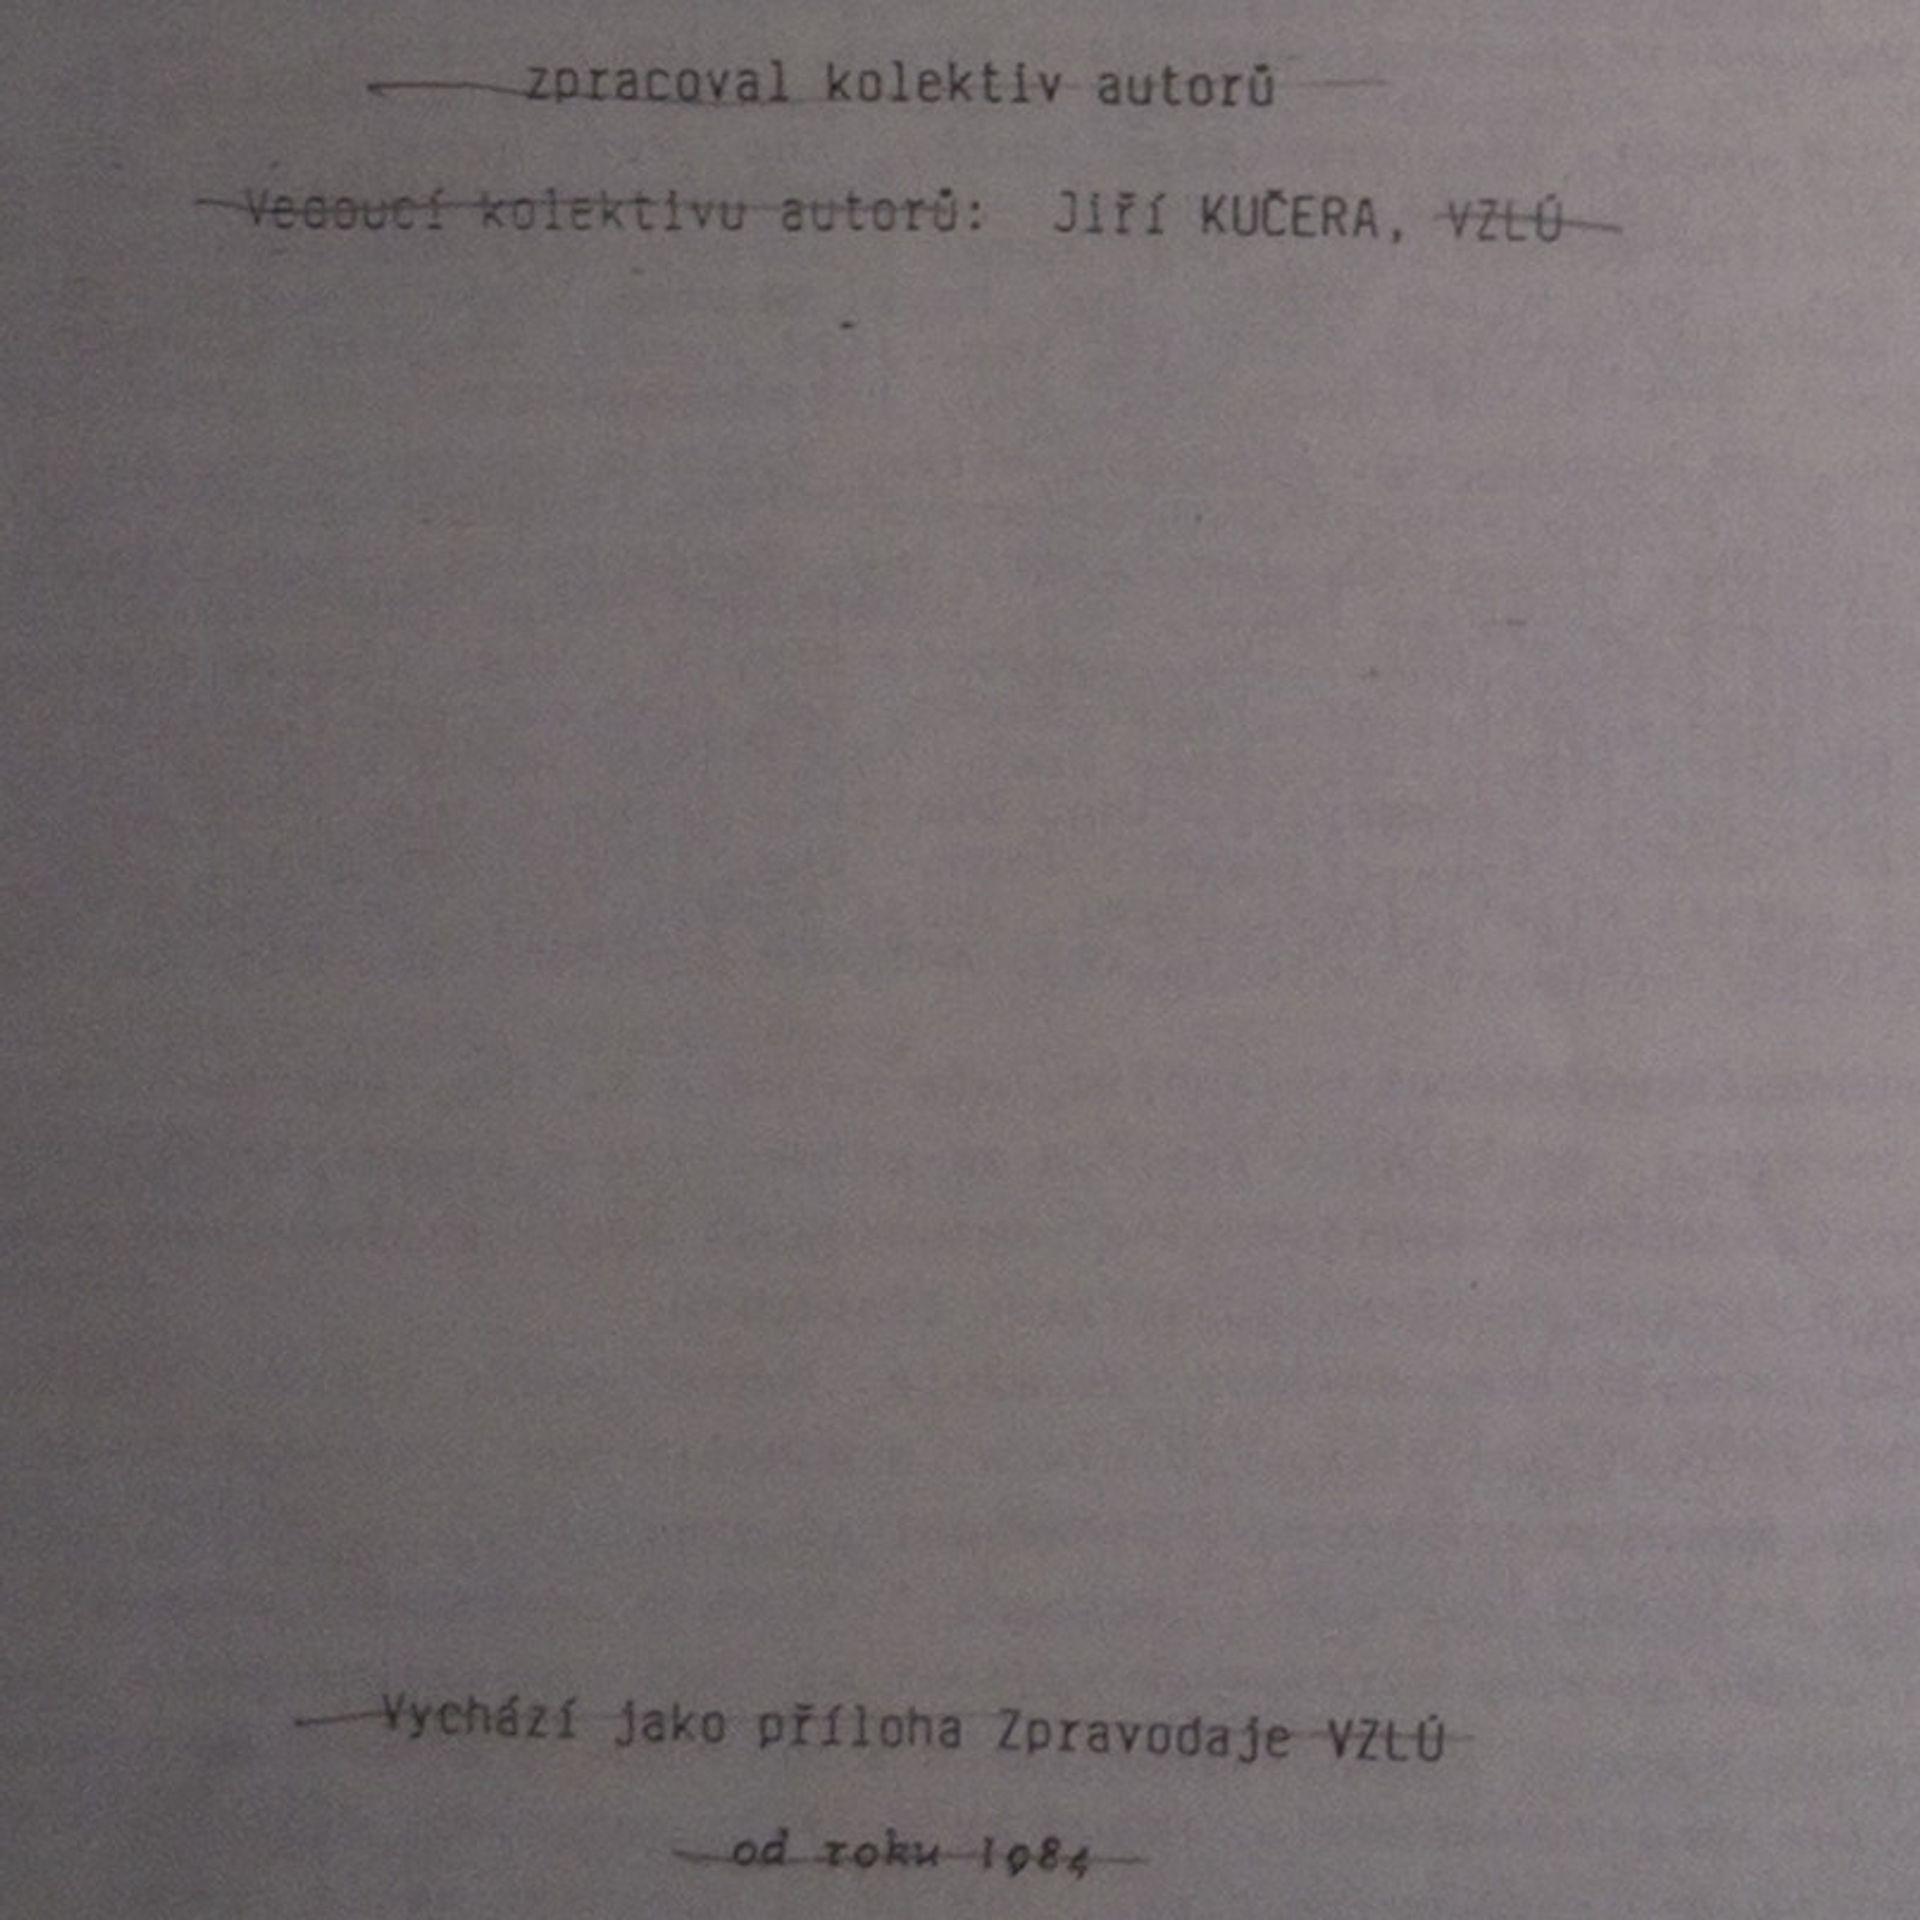 zpracoval kolektiv autorů
Vedoucí kolektivu autorů: Jiří KUČERA, VZLÚ
Vychází jako příloha Zpravodaje VZLÚ
od roku 1984